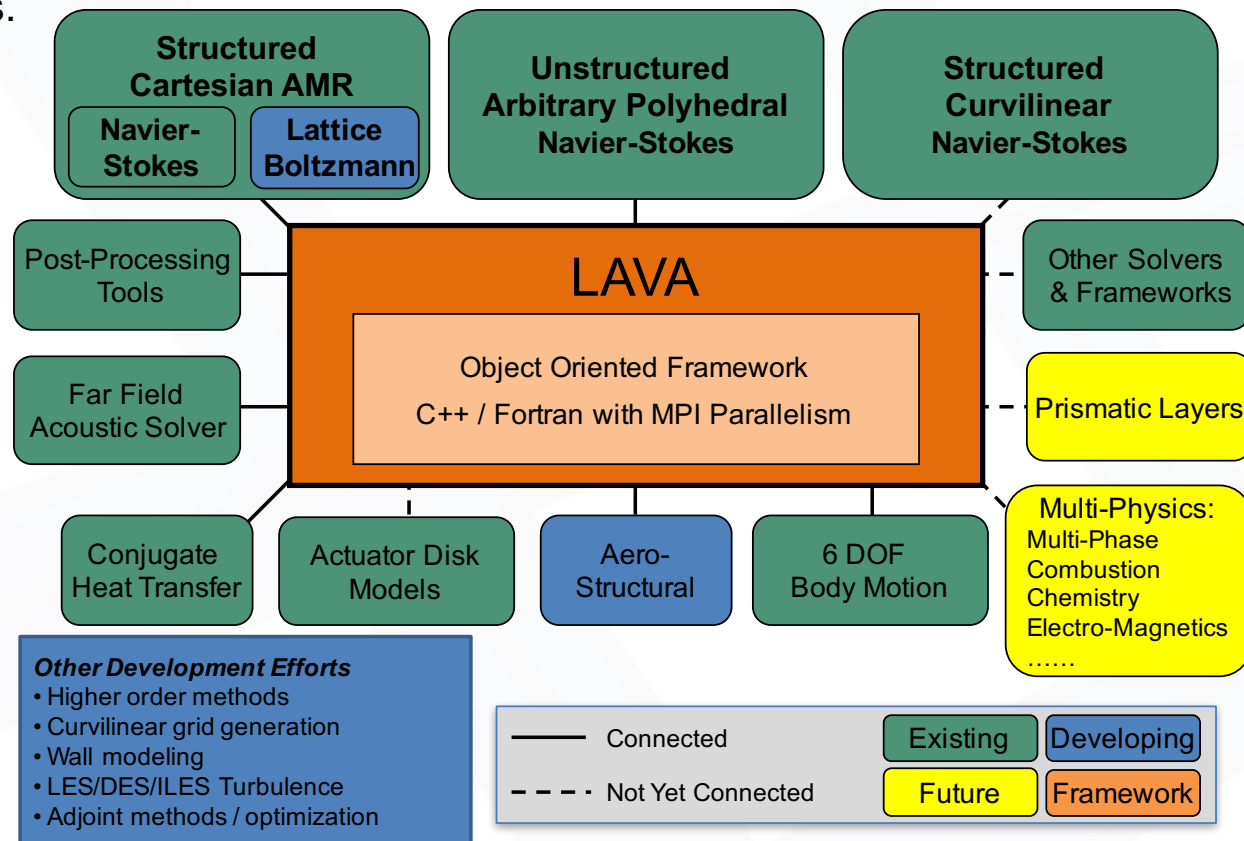 s.
Structured
Cartesian AMR
Navier-
Stokes
Lattice
Boltzmann
Unstructured
Arbitrary Polyhedral
Navier-Stokes
Structured
Curvilinear
Navier-Stokes
Post-Processing
Tools
LAVA
Other Solvers
& Frameworks
Object Oriented Framework
C++ / Fortran with MPI Parallelism
Far Field
Acoustic Solver
Prismatic Layers
Conjugate
Heat Transfer
Actuator Disk
Models
Aero-
Structural
6 DOF
Body Motion
Multi-Physics:
Multi-Phase
Combustion
Chemistry
Electro-Magnetics
......
Other Development Efforts
• Higher order methods
• Curvilinear grid generation
• Wall modeling
• LES/DES/ILES Turbulence
• Adjoint methods / optimization
Connected
Not Yet Connected
Existing
Developing
Future
Framework